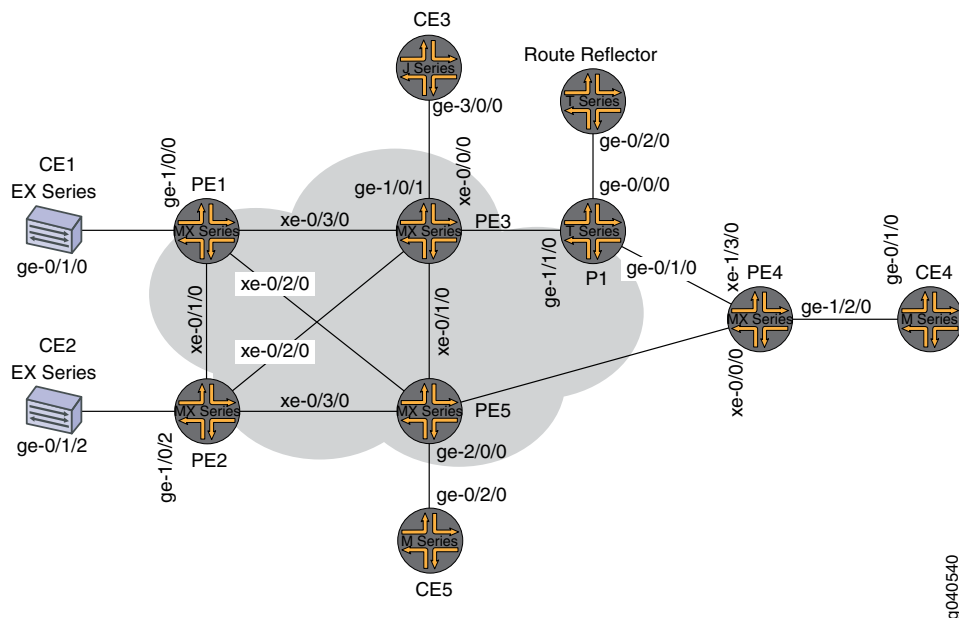 CE3
J Series
ge-3/0/0
Route Reflector
T Series
ge-0/2/0
ge-0/0/0
CE1
EX Series
ge-0/1/0
ge-1/0/0
PE1
MX Series
xe-0/3/0
ge-1/0/1
xe-0/0/0
MX Series
PE3
ge-1/1/0
T Series
P1
ge-0/1/0
xe-0/2/0
xe-0/1/0
xe-0/2/0
xe-0/1/0
xe-1/3/0
PE4
MX Series
xe-0/0/0
ge-1/2/0
ge-0/1/0
CE4
M Series
CE2
EX Series
ge-0/1/2
ge-1/0/2
MX Series
PE2
xe-0/3/0
MX Series
PE5
ge-2/0/0
ge-0/2/0
M Series
CE5
g040540